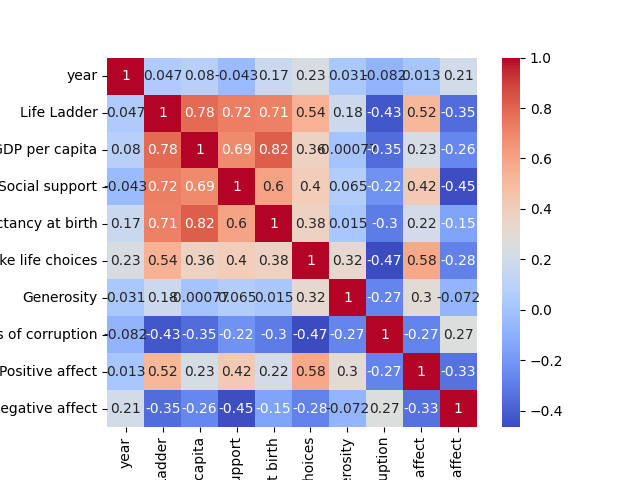 year 1 0.047 0.08 -0.043 0.17 0.23 0.031 -0.082 0.013 0.21
Life Ladder 0.047 1 0.78 0.72 0.71 0.54 0.18 -0.43 0.52 -0.35
GDP per capita 0.08 0.78 1 0.69 0.82 0.36 -0.00077 -0.35 0.23 -0.26
Social support -0.043 0.72 0.69 1 0.6 0.4 0.065 -0.22 0.42 -0.45
ctancy at birth 0.17 0.71 0.82 0.6 1 0.38 0.015 -0.3 0.22 -0.15
ke life choices 0.23 0.54 0.36 0.4 0.38 1 0.32 -0.47 0.58 -0.28
Generosity 0.031 0.18 -0.00077 0.065 0.015 0.32 1 -0.27 0.3 -0.072
s of corruption -0.082 -0.43 -0.35 -0.22 -0.3 -0.47 -0.27 1 -0.27 0.27
Positive affect 0.013 0.52 0.23 0.42 0.22 0.58 0.3 -0.27 1 -0.33
egative affect 0.21 -0.35 -0.26 -0.45 -0.15 -0.28 -0.072 0.27 -0.33 1
year
adder
capita
upport
t birth
hoices
erosity
uption
affect
affect
1.0
0.8
0.6
0.4
0.2
0.0
−0.2
−0.4